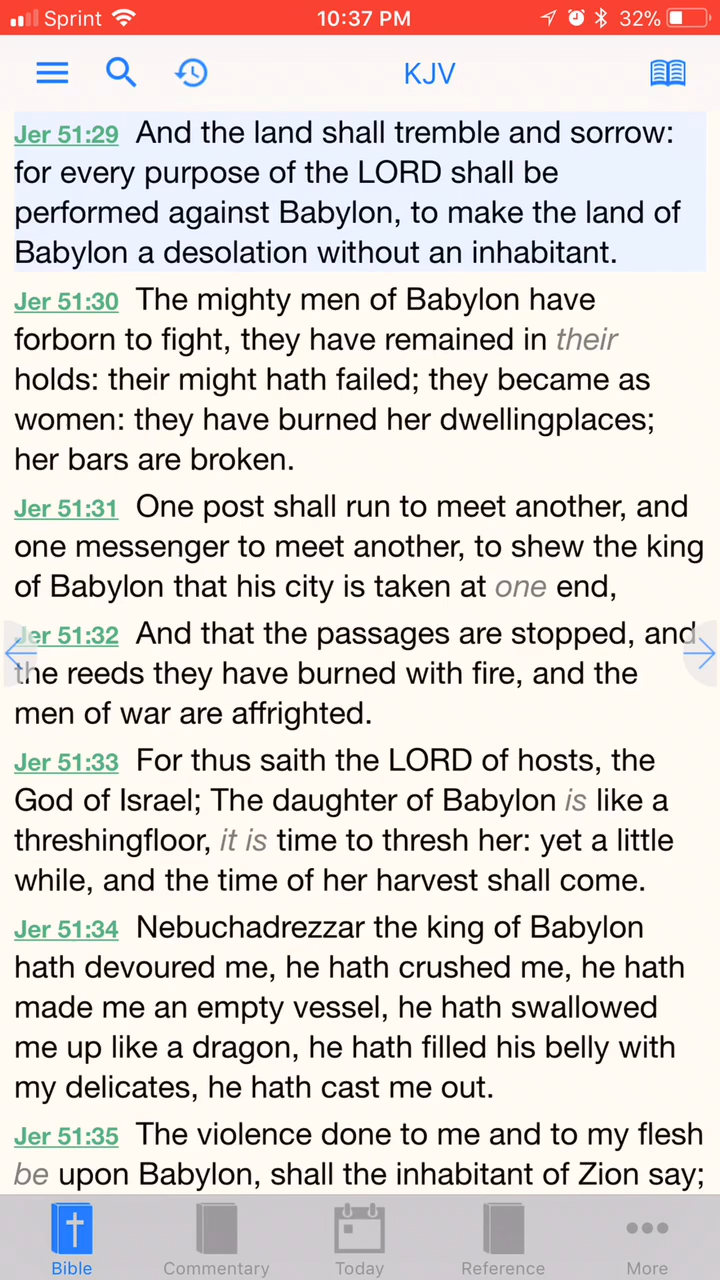 Sprint 10:37 PM 32%
KJV
Jer 51:29 And the land shall tremble and sorrow:
for every purpose of the LORD shall be
performed against Babylon, to make the land of
Babylon a desolation without an inhabitant.
Jer 51:30 The mighty men of Babylon have
forborn to fight, they have remained in their
holds: their might hath failed; they became as
women: they have burned her dwellingplaces;
her bars are broken.
Jer 51:31 One post shall run to meet another, and
one messenger to meet another, to shew the king
of Babylon that his city is taken at one end,
Jer 51:32 And that the passages are stopped, and
the reeds they have burned with fire, and the
men of war are affrighted.
Jer 51:33 For thus saith the LORD of hosts, the
God of Israel; The daughter of Babylon is like a
threshingfloor, it is time to thresh her: yet a little
while, and the time of her harvest shall come.
Jer 51:34 Nebuchadrezzar the king of Babylon
hath devoured me, he hath crushed me, he hath
made me an empty vessel, he hath swallowed
me up like a dragon, he hath filled his belly with
my delicates, he hath cast me out.
Jer 51:35 The violence done to me and to my flesh
be upon Babylon, shall the inhabitant of Zion say;
Bible Commentary Today Reference More